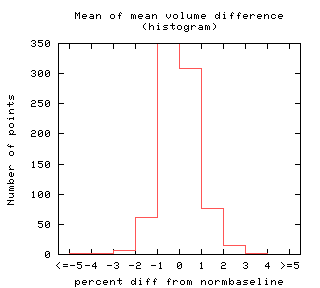 Mean of mean volume difference
(histogram)
350
300
250
200
150
100
50
0
Number of points
<=-5 -4 -3 -2 -1 0 1 2 3 4 >=5
percent diff from normbaseline